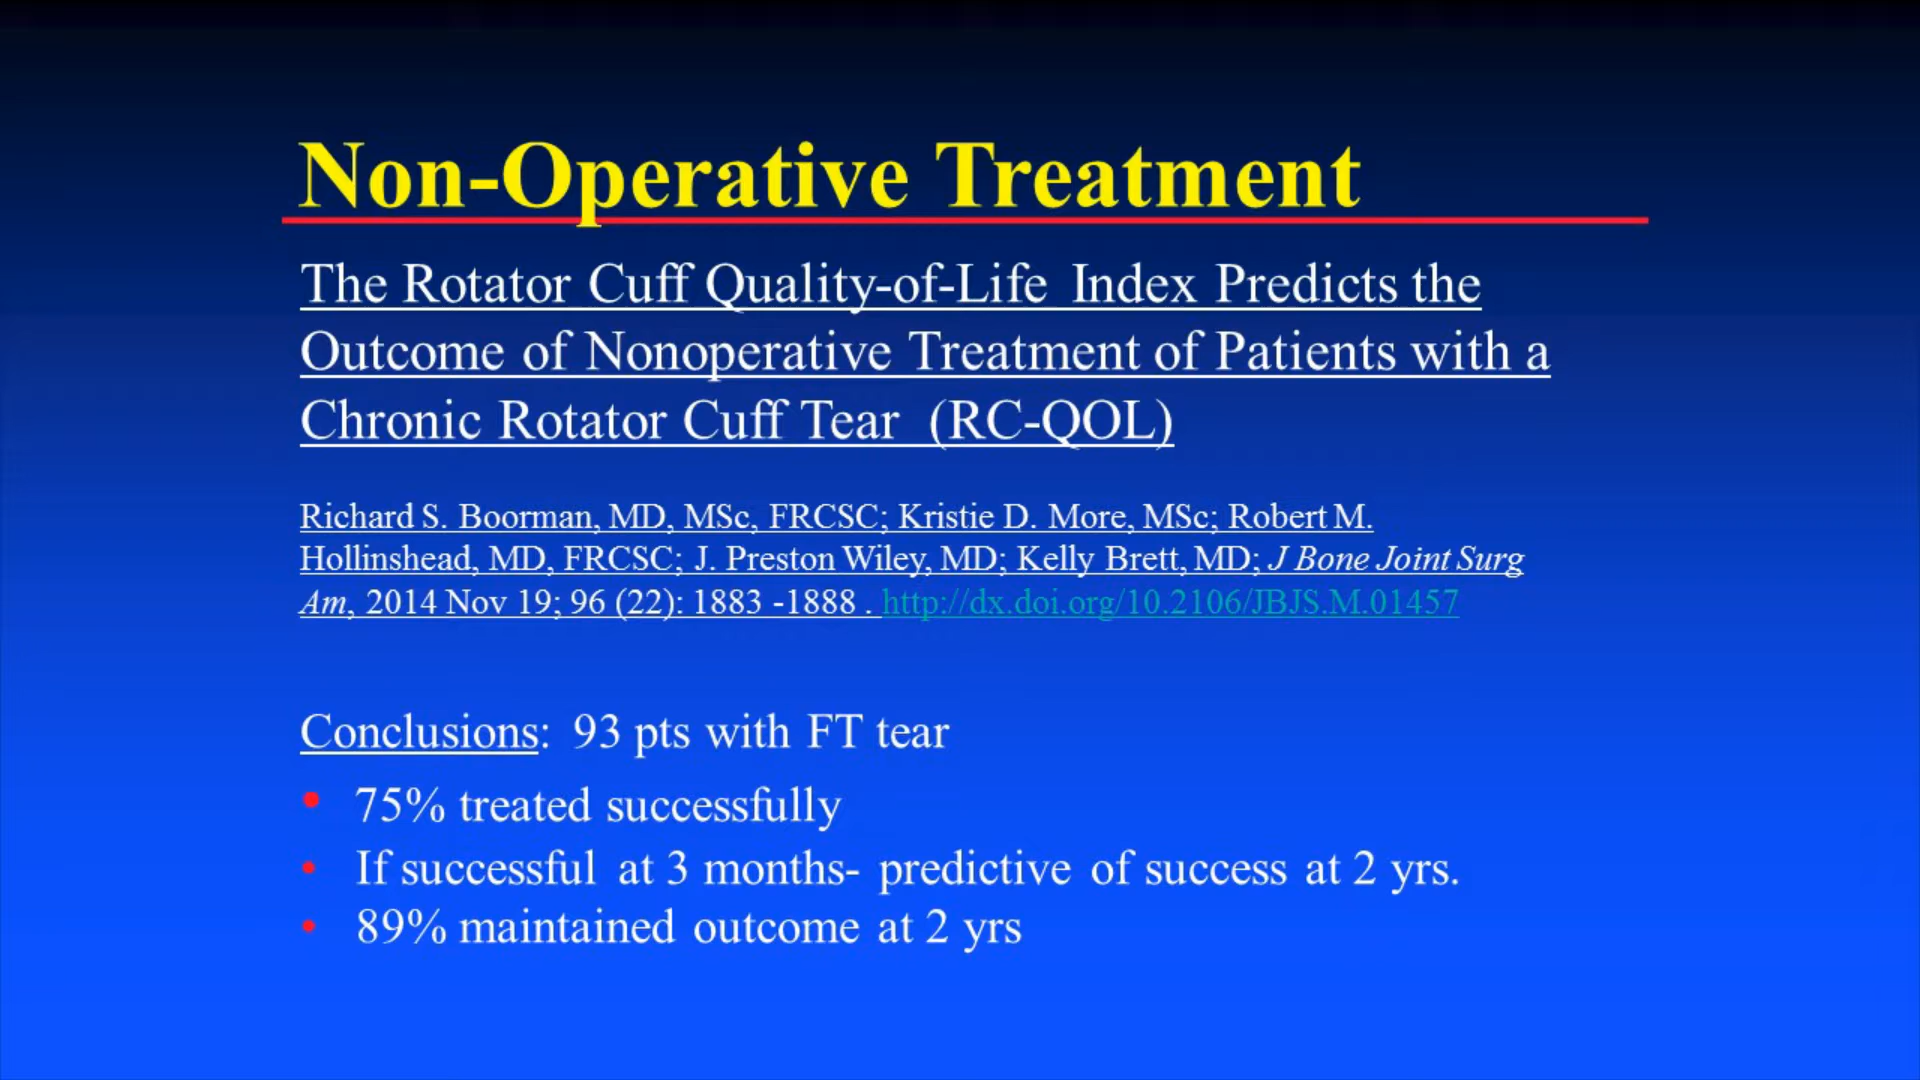 Non-Operative Treatment
The Rotator Cuff Quality-of-Life Index Predicts the
Outcome of Nonoperative Treatment of Patients with a
Chronic Rotator Cuff Tear (RC-QOL)
Richard S. Boorman, MD, MSc, FRCSC; Kristie D. More, MSc; Robert M.
Hollinshead, MD, FRCSC; J. Preston Wiley, MD; Kelly Brett, MD; J Bone Joint Surg
Am, 2014 Nov 19; 96 (22): 1883 -1888 . http://dx.doi.org/10.2106/JBJS.M.01457
Conclusions: 93 pts with FT tear
• 75% treated successfully
• If successful at 3 months- predictive of success at 2 yrs.
• 89% maintained outcome at 2 yrs